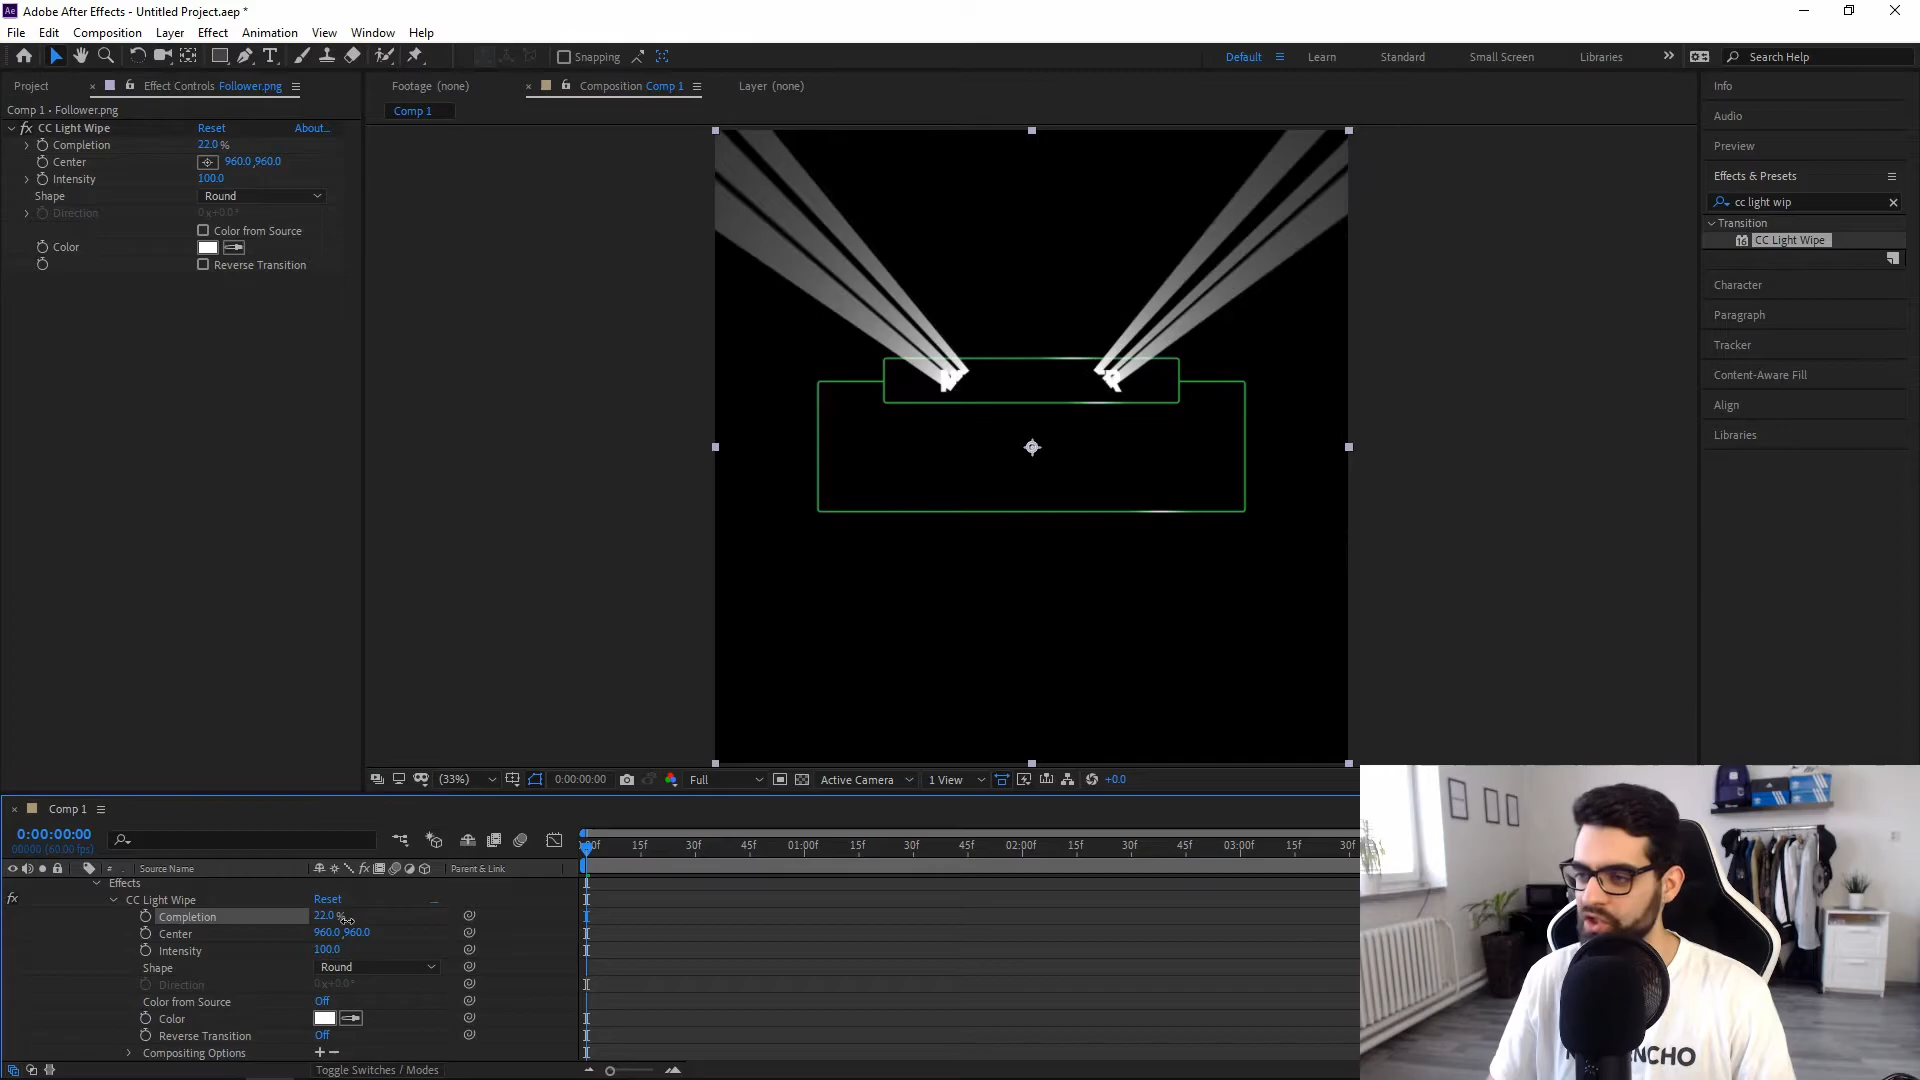 Adobe After Effects - Untitled Project.aep *
File Edit Composition Layer Effect Animation View Window Help
Snapping
Default Learn Standard Small Screen Libraries Search Help
Project Effect Controls Follower.png
Footage (none) Composition Comp 1 Layer (none)
Comp 1 • Follower.png
Comp 1
fx CC Light Wipe Reset About...
Completion 22.0 %
Center 960.0 ,960.0
Intensity 100.0
Shape Round
Direction 0 x +0.0°
Color from Source
Color
Reverse Transition
Info
Audio
Preview
Effects & Presets
cc light wip
Transition
16 CC Light Wipe
Character
Paragraph
Tracker
Content-Aware Fill
Align
Libraries
R
(33%) 0:00:00:00 Full Active Camera 1 View +0.0
Comp 1
0:00:00:00
00000 (60.00 fps)
15f 30f 45f 01:00f 15f 30f 45f 02:00f 15f 30f 45f 03:00f 15f 30f
# Source Name fx Parent & Link
Effects
fx CC Light Wipe Reset
Completion 22.0 %
Center 960.0 ,960.0
Intensity 100.0
Shape Round
Direction 0 x +0.0°
Color from Source Off
Color
Reverse Transition Off
Compositing Options + −
Toggle Switches / Modes
adidas